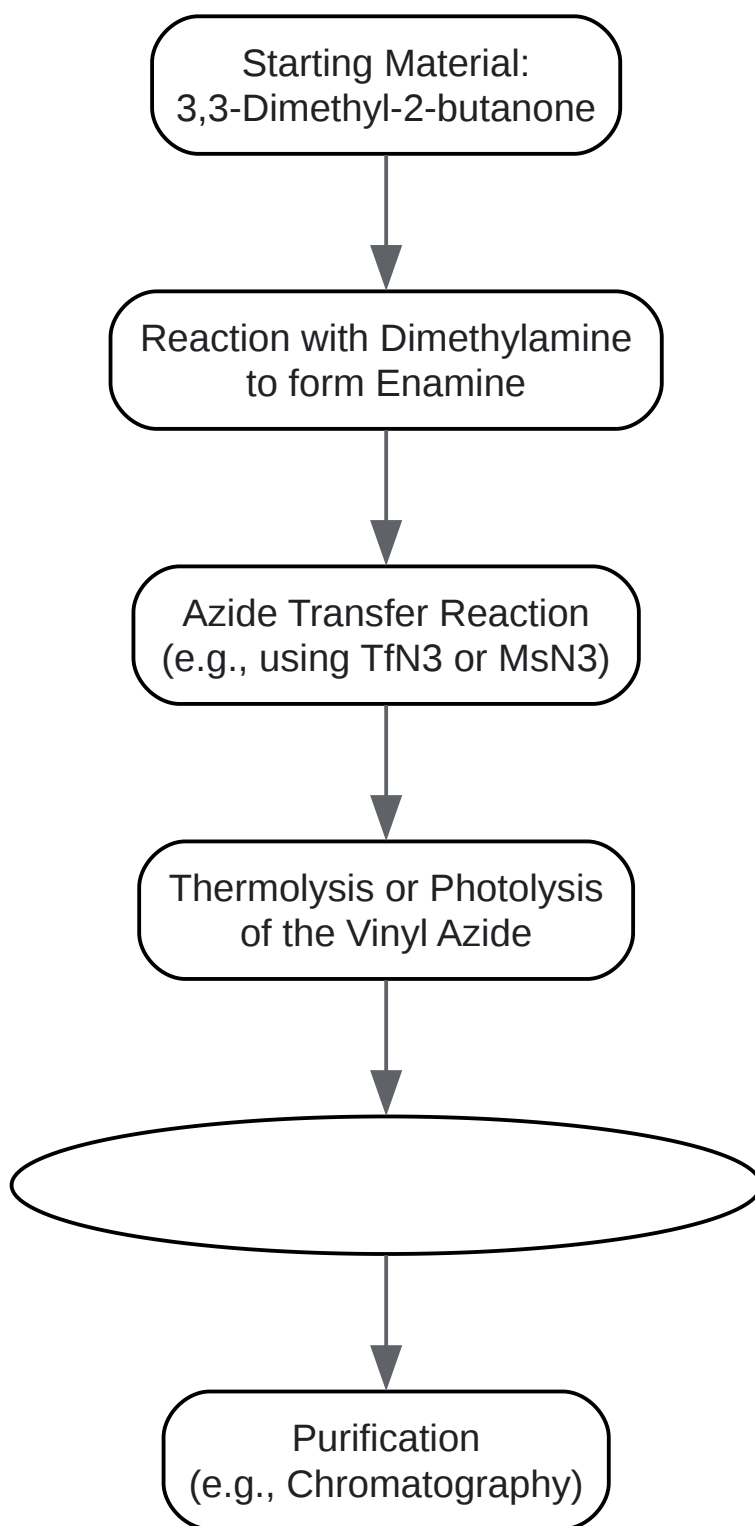 Starting Material:
3,3-Dimethyl-2-butanone
Reaction with Dimethylamine
to form Enamine
Azide Transfer Reaction
(e.g., using TfN3 or MsN3)
Thermolysis or Photolysis
of the Vinyl Azide
Purification
(e.g., Chromatography)